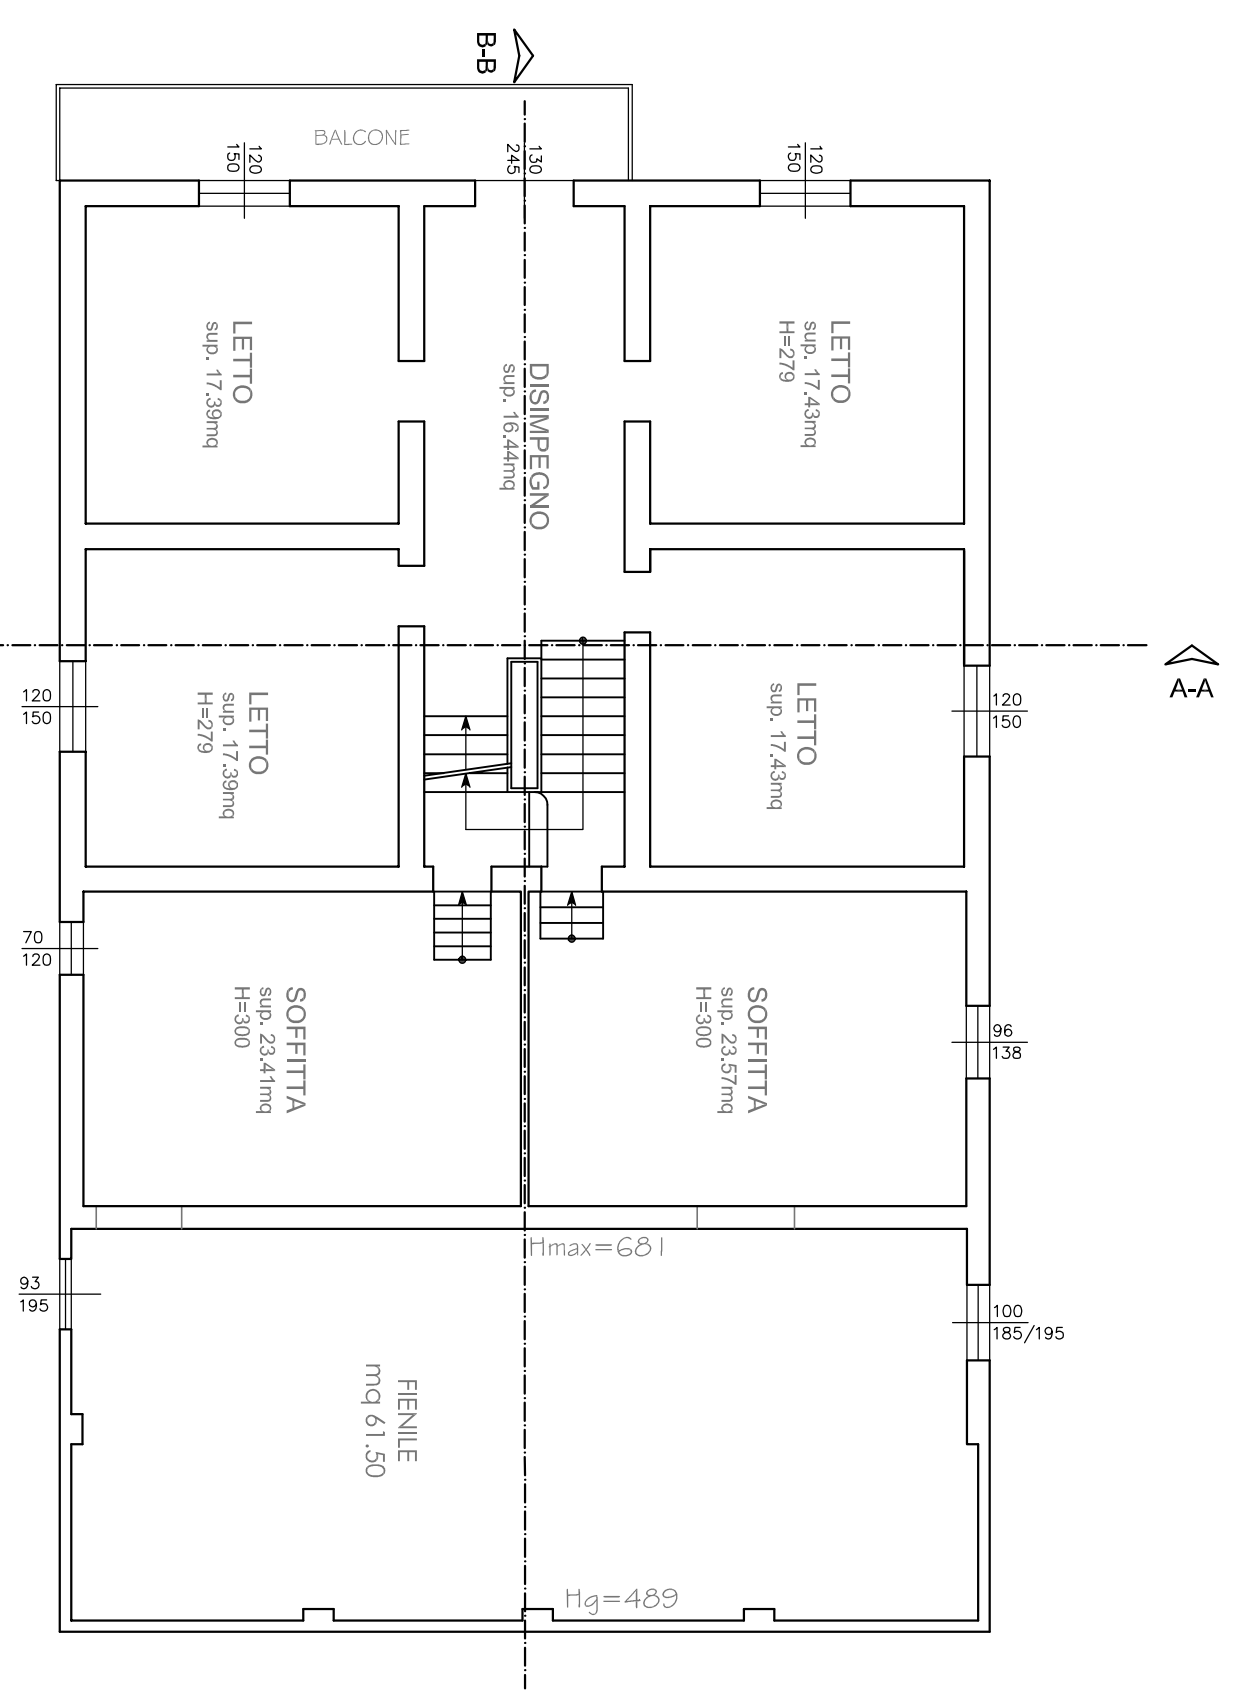 B-B
BALCONE
120
150
130
245
120
150
LETTO
sup. 17.39mq
DISIMPEGNO
sup. 16.44mq
LETTO
sup. 17.43mq
H=279
A-A
120
150
LETTO
sup. 17.39mq
H=279
LETTO
sup. 17.43mq
120
150
70
120
SOFFITTA
sup. 23.41mq
H=300
SOFFITTA
sup. 23.57mq
H=300
96
138
Hmax=681
93
195
100
185/195
FIENILE
mq 61.50
Hg=489